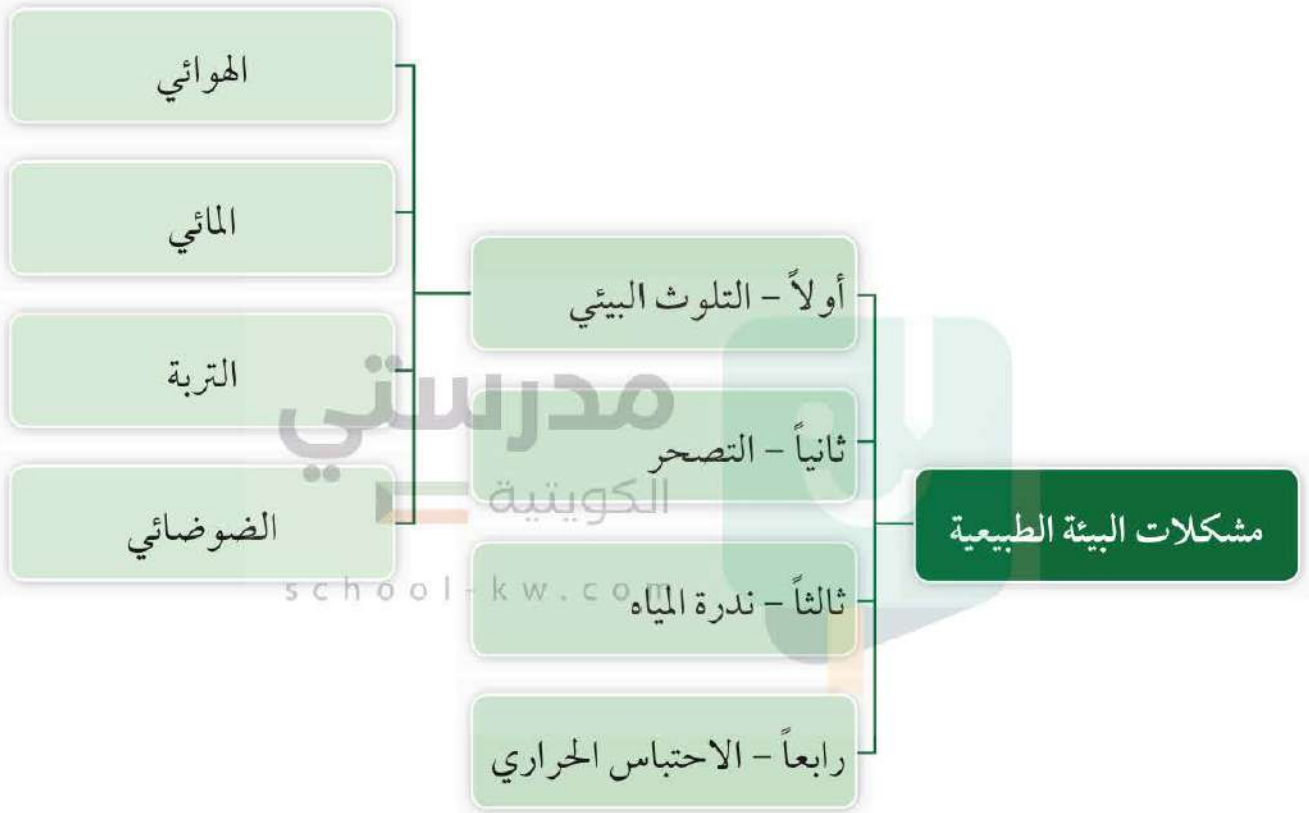 مشكلات البيئة الطبيعية
أولاً – التلوث البيئي
الهوائي
المائي
التربة
الضوضائي
ثانياً – التصحر
ثالثاً – ندرة المياه
رابعاً – الاحتباس الحراري
مدرستي
الكويتية
school-kw.com